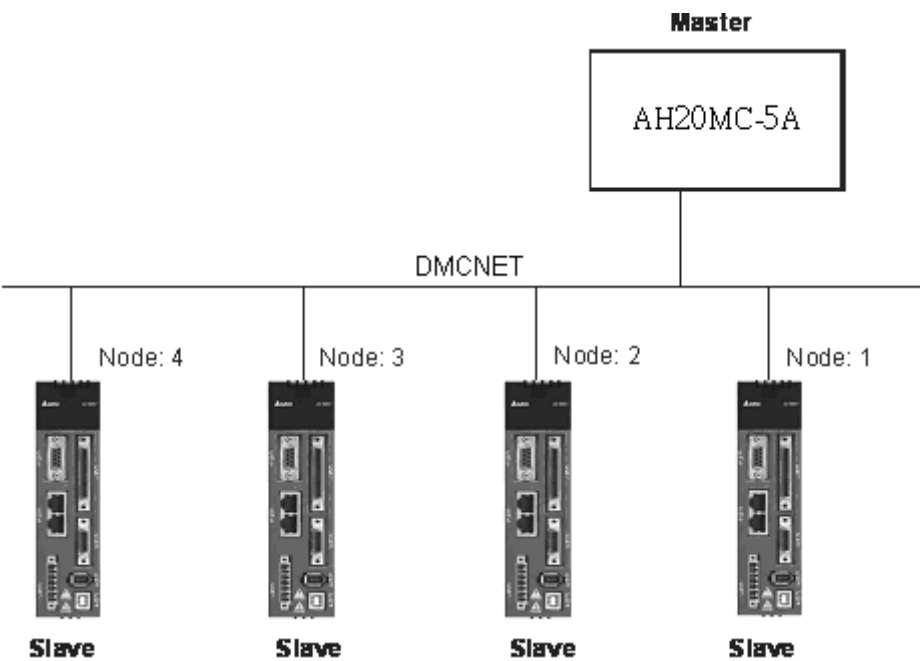 Master
AH20MC-5A
DMCNET
Node: 4
Node: 3
Node: 2
Node: 1
Slave
Slave
Slave
Slave